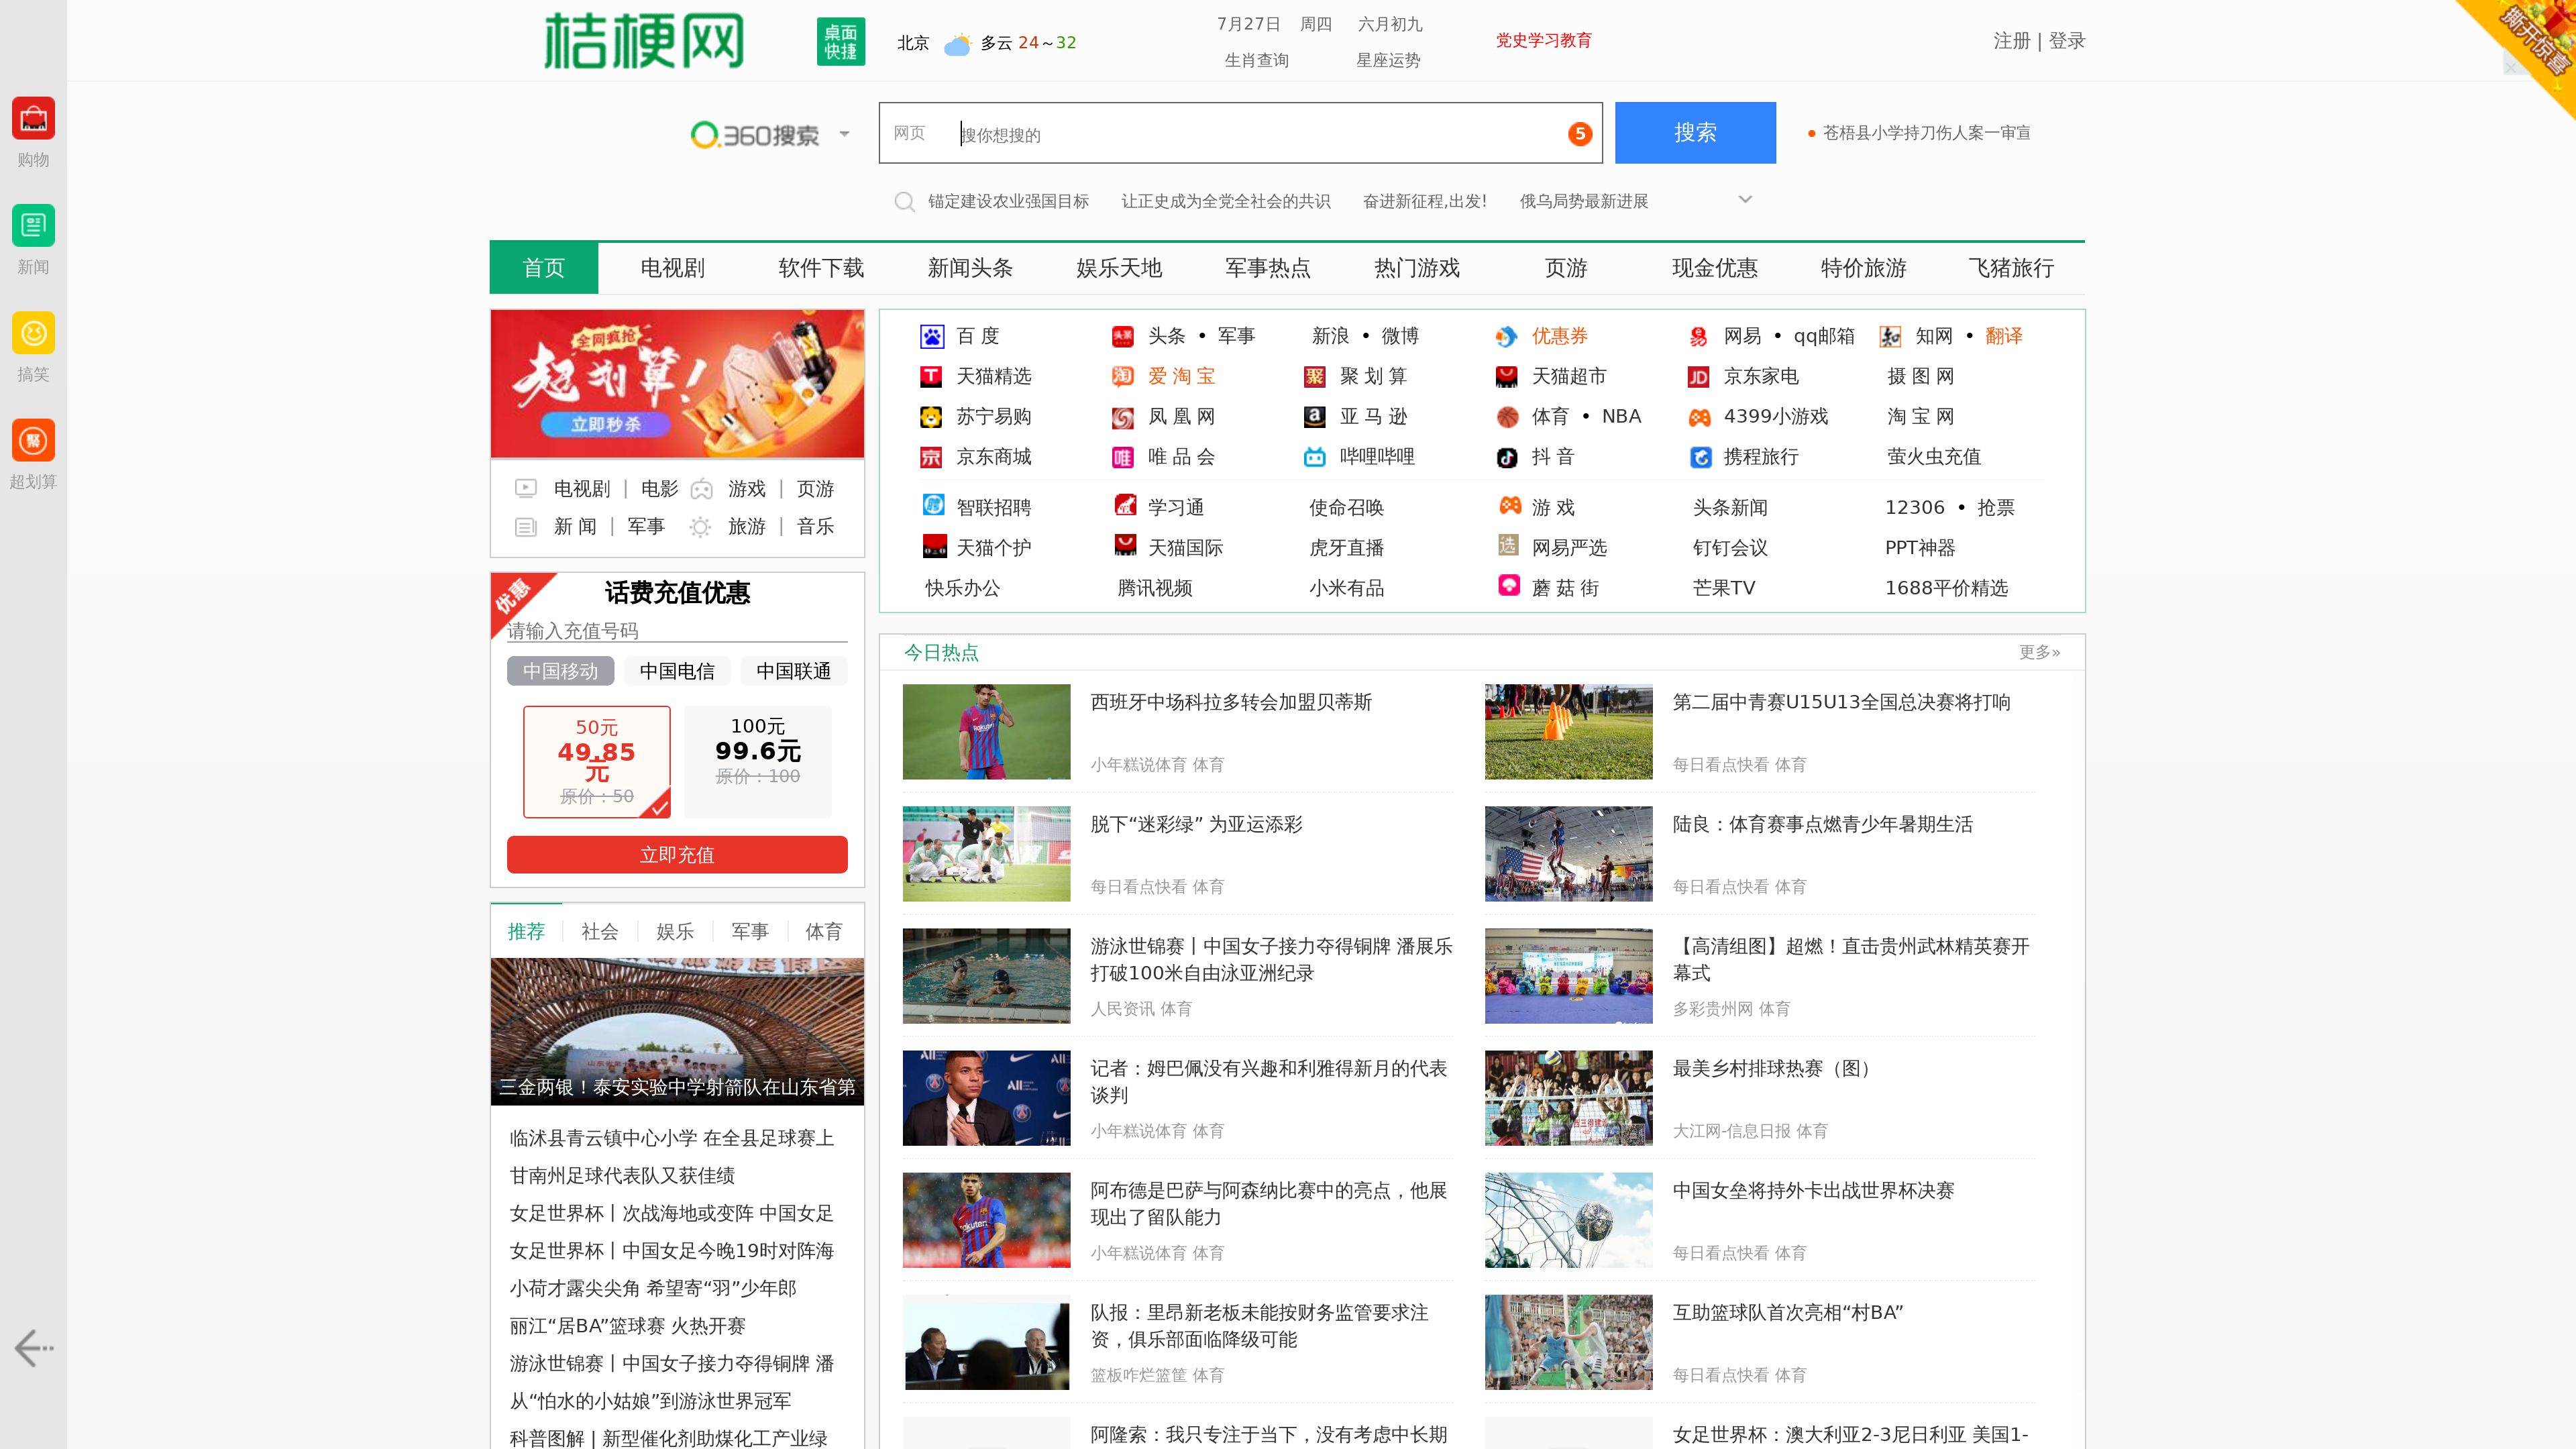 桔梗网
桌面快捷
北京 多云 24～32
7月27日 周四 六月初九
生肖查询 星座运势
党史学习教育
注册 | 登录
撕开惊喜
购物
新闻
搞笑
超划算
360搜索
网页 搜你想搜的 5
搜索
苍梧县小学持刀伤人案一审宣
锚定建设农业强国目标 让正史成为全党全社会的共识 奋进新征程,出发! 俄乌局势最新进展
首页 电视剧 软件下载 新闻头条 娱乐天地 军事热点 热门游戏 页游 现金优惠 特价旅游 飞猪旅行
全网疯抢
超划算！
立即秒杀
电视剧 | 电影 游戏 | 页游
新 闻 | 军事 旅游 | 音乐
百 度 头条 • 军事 新浪 • 微博 优惠券 网易 • qq邮箱 知网 • 翻译
天猫精选 爱 淘 宝 聚 划 算 天猫超市 京东家电 摄 图 网
苏宁易购 凤 凰 网 亚 马 逊 体育 • NBA 4399小游戏 淘 宝 网
京东商城 唯 品 会 哔哩哔哩 抖 音 携程旅行 萤火虫充值
智联招聘 学习通 使命召唤 游 戏 头条新闻 12306 • 抢票
天猫个护 天猫国际 虎牙直播 网易严选 钉钉会议 PPT神器
快乐办公 腾讯视频 小米有品 蘑 菇 街 芒果TV 1688平价精选
优惠
话费充值优惠
请输入充值号码
中国移动 中国电信 中国联通
50元
49.85元
原价：50
100元
99.6元
原价：100
立即充值
推荐 社会 娱乐 军事 体育
三金两银！泰安实验中学射箭队在山东省第
临沭县青云镇中心小学 在全县足球赛上
甘南州足球代表队又获佳绩
女足世界杯丨次战海地或变阵 中国女足
女足世界杯丨中国女足今晚19时对阵海
小荷才露尖尖角 希望寄“羽”少年郎
丽江“居BA”篮球赛 火热开赛
游泳世锦赛丨中国女子接力夺得铜牌 潘
从“怕水的小姑娘”到游泳世界冠军
科普图解 | 新型催化剂助煤化工产业绿
今日热点 更多»
西班牙中场科拉多转会加盟贝蒂斯
小年糕说体育 体育
第二届中青赛U15U13全国总决赛将打响
每日看点快看 体育
脱下“迷彩绿” 为亚运添彩
每日看点快看 体育
陆良：体育赛事点燃青少年暑期生活
每日看点快看 体育
游泳世锦赛丨中国女子接力夺得铜牌 潘展乐
打破100米自由泳亚洲纪录
人民资讯 体育
【高清组图】超燃！直击贵州武林精英赛开
幕式
多彩贵州网 体育
记者：姆巴佩没有兴趣和利雅得新月的代表
谈判
小年糕说体育 体育
最美乡村排球热赛（图）
大江网-信息日报 体育
阿布德是巴萨与阿森纳比赛中的亮点，他展
现出了留队能力
小年糕说体育 体育
中国女垒将持外卡出战世界杯决赛
每日看点快看 体育
队报：里昂新老板未能按财务监管要求注
资，俱乐部面临降级可能
篮板咋烂篮筐 体育
互助篮球队首次亮相“村BA”
每日看点快看 体育
阿隆索：我只专注于当下，没有考虑中长期
女足世界杯：澳大利亚2-3尼日利亚 美国1-